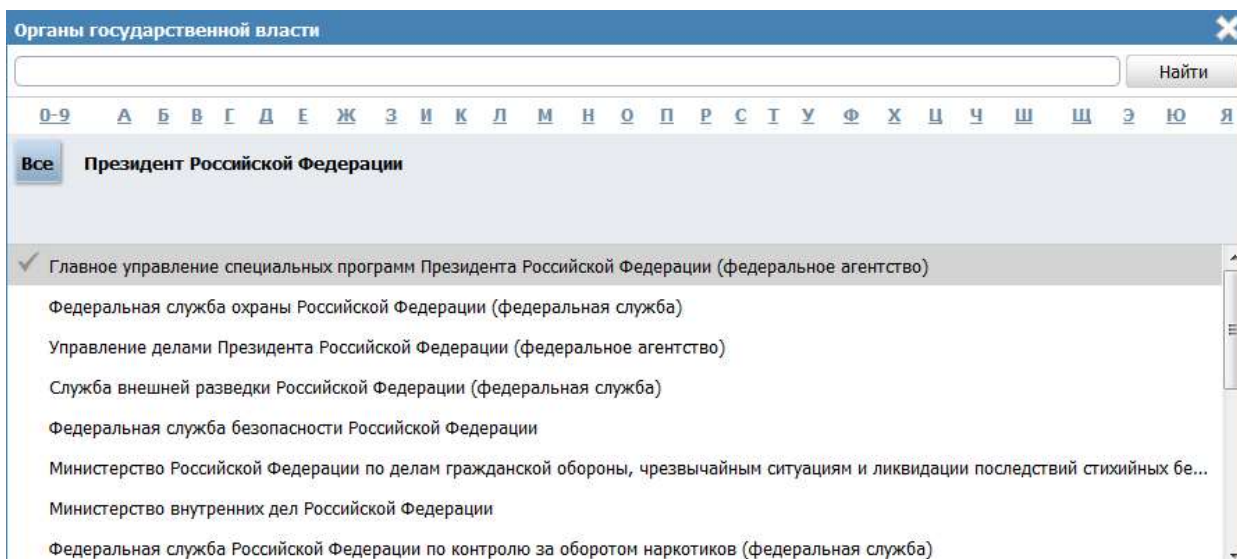 Органы государственной власти
Найти
0-9 А Б В Г Д Е Ж З И К Л М Н О П Р С Т У Ф Х Ц Ч Ш Щ Э Ю Я
Все Президент Российской Федерации
Главное управление специальных программ Президента Российской Федерации (федеральное агентство)
Федеральная служба охраны Российской Федерации (федеральная служба)
Управление делами Президента Российской Федерации (федеральное агентство)
Служба внешней разведки Российской Федерации (федеральная служба)
Федеральная служба безопасности Российской Федерации
Министерство Российской Федерации по делам гражданской обороны, чрезвычайным ситуациям и ликвидации последствий стихийных бе...
Министерство внутренних дел Российской Федерации
Федеральная служба Российской Федерации по контролю за оборотом наркотиков (федеральная служба)